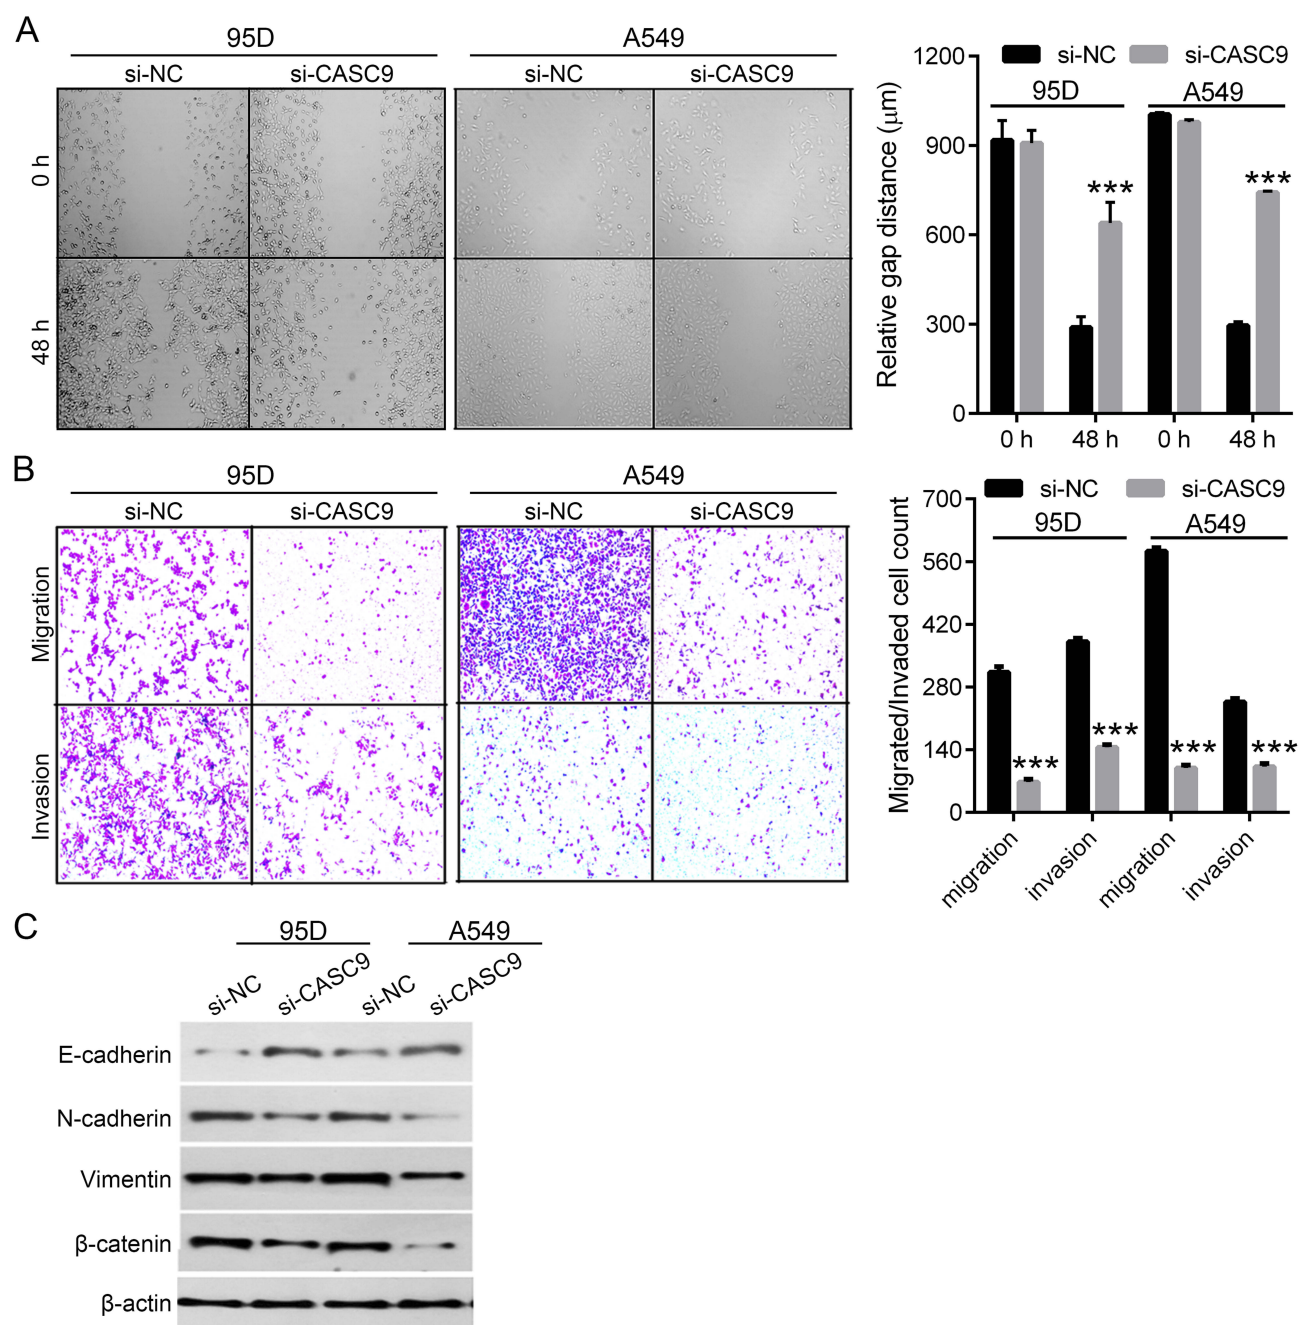 A
95D
A549
si-NC
si-CASC9
si-NC
si-CASC9
0 h
48 h
si-NC
si-CASC9
95D
A549
Relative gap distance (μm)
1200
900
600
300
0
***
***
0 h
48 h
0 h
48 h
B
95D
A549
si-NC
si-CASC9
si-NC
si-CASC9
Migration
Invasion
si-NC
si-CASC9
95D
A549
Migrated/Invaded cell count
700
560
420
280
140
0
***
***
***
***
migration
invasion
migration
invasion
C
95D
A549
si-NC
si-CASC9
si-NC
si-CASC9
E-cadherin
N-cadherin
Vimentin
β-catenin
β-actin